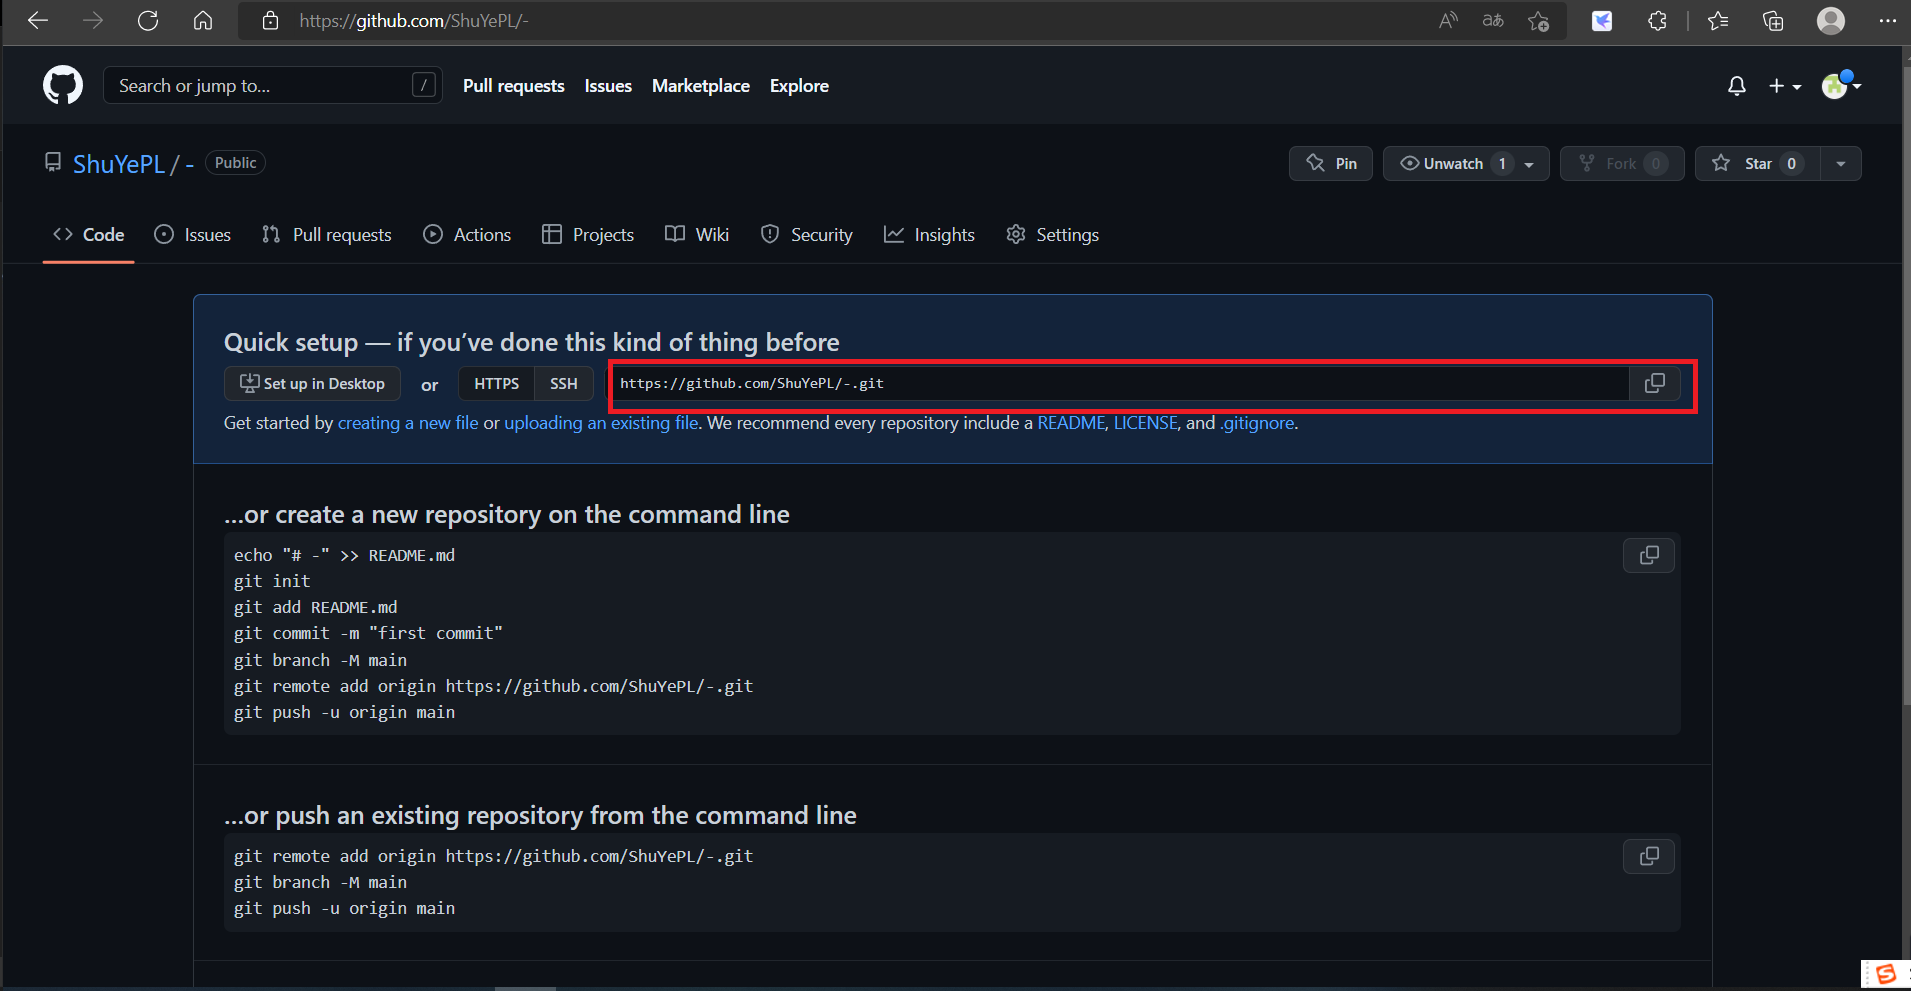 https://github.com/ShuYePL/-
Search or jump to... /
Pull requests Issues Marketplace Explore
ShuYePL / - Public
Pin Unwatch 1 Fork 0 Star 0
Code Issues Pull requests Actions Projects Wiki Security Insights Settings
Quick setup — if you’ve done this kind of thing before
Set up in Desktop or HTTPS SSH https://github.com/ShuYePL/-.git
Get started by creating a new file or uploading an existing file. We recommend every repository include a README, LICENSE, and .gitignore.
…or create a new repository on the command line
echo "# -" >> README.md
git init
git add README.md
git commit -m "first commit"
git branch -M main
git remote add origin https://github.com/ShuYePL/-.git
git push -u origin main
…or push an existing repository from the command line
git remote add origin https://github.com/ShuYePL/-.git
git branch -M main
git push -u origin main